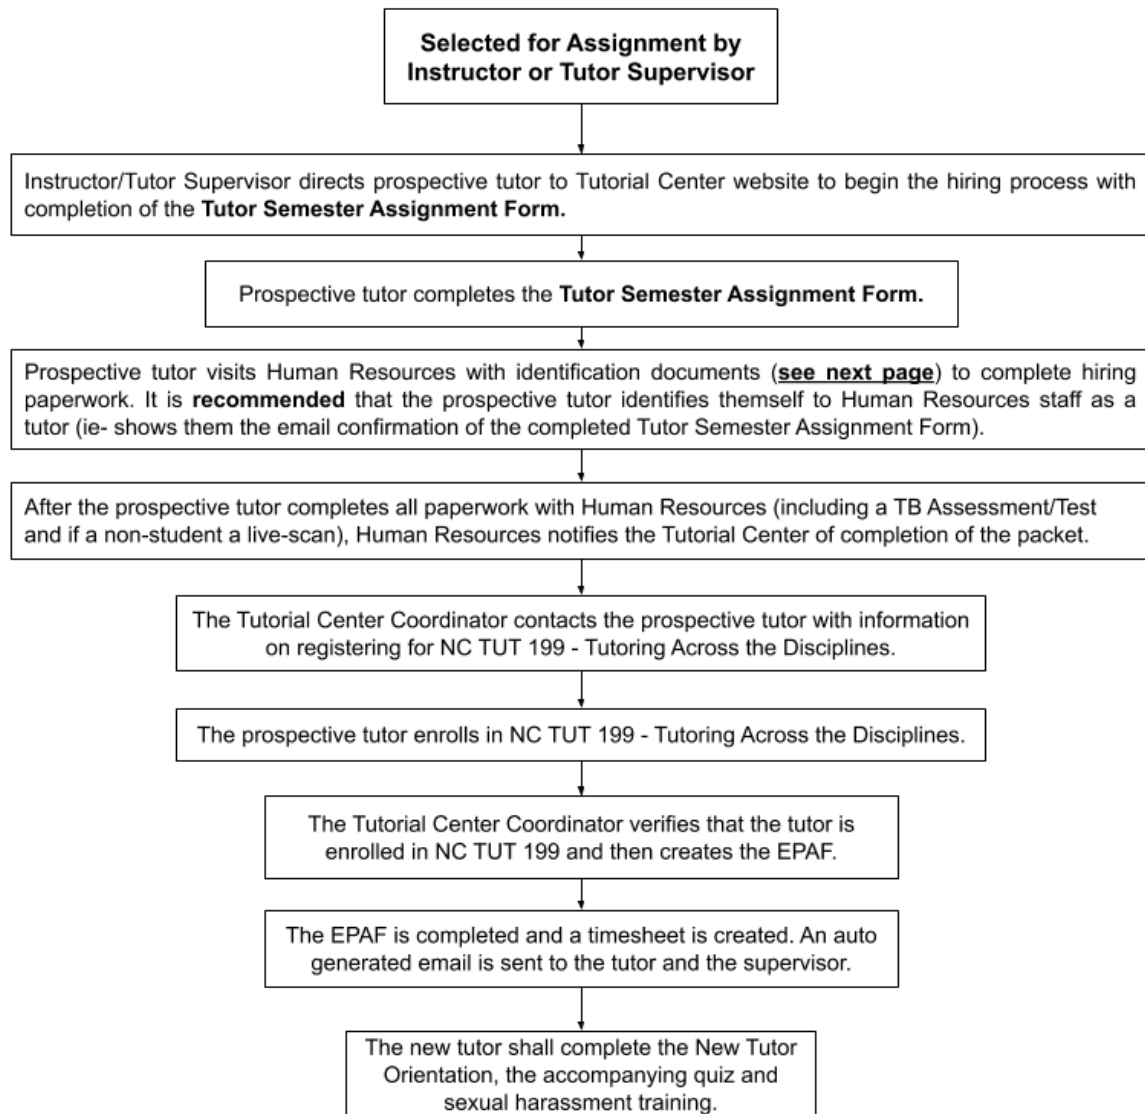 Selected for Assignment by
Instructor or Tutor Supervisor
Instructor/Tutor Supervisor directs prospective tutor to Tutorial Center website to begin the hiring process with
completion of the Tutor Semester Assignment Form.
Prospective tutor completes the Tutor Semester Assignment Form.
Prospective tutor visits Human Resources with identification documents (see next page) to complete hiring
paperwork. It is recommended that the prospective tutor identifies themself to Human Resources staff as a
tutor (ie- shows them the email confirmation of the completed Tutor Semester Assignment Form).
After the prospective tutor completes all paperwork with Human Resources (including a TB Assessment/Test
and if a non-student a live-scan), Human Resources notifies the Tutorial Center of completion of the packet.
The Tutorial Center Coordinator contacts the prospective tutor with information
on registering for NC TUT 199 - Tutoring Across the Disciplines.
The prospective tutor enrolls in NC TUT 199 - Tutoring Across the Disciplines.
The Tutorial Center Coordinator verifies that the tutor is
enrolled in NC TUT 199 and then creates the EPAF.
The EPAF is completed and a timesheet is created. An auto
generated email is sent to the tutor and the supervisor.
The new tutor shall complete the New Tutor
Orientation, the accompanying quiz and
sexual harassment training.